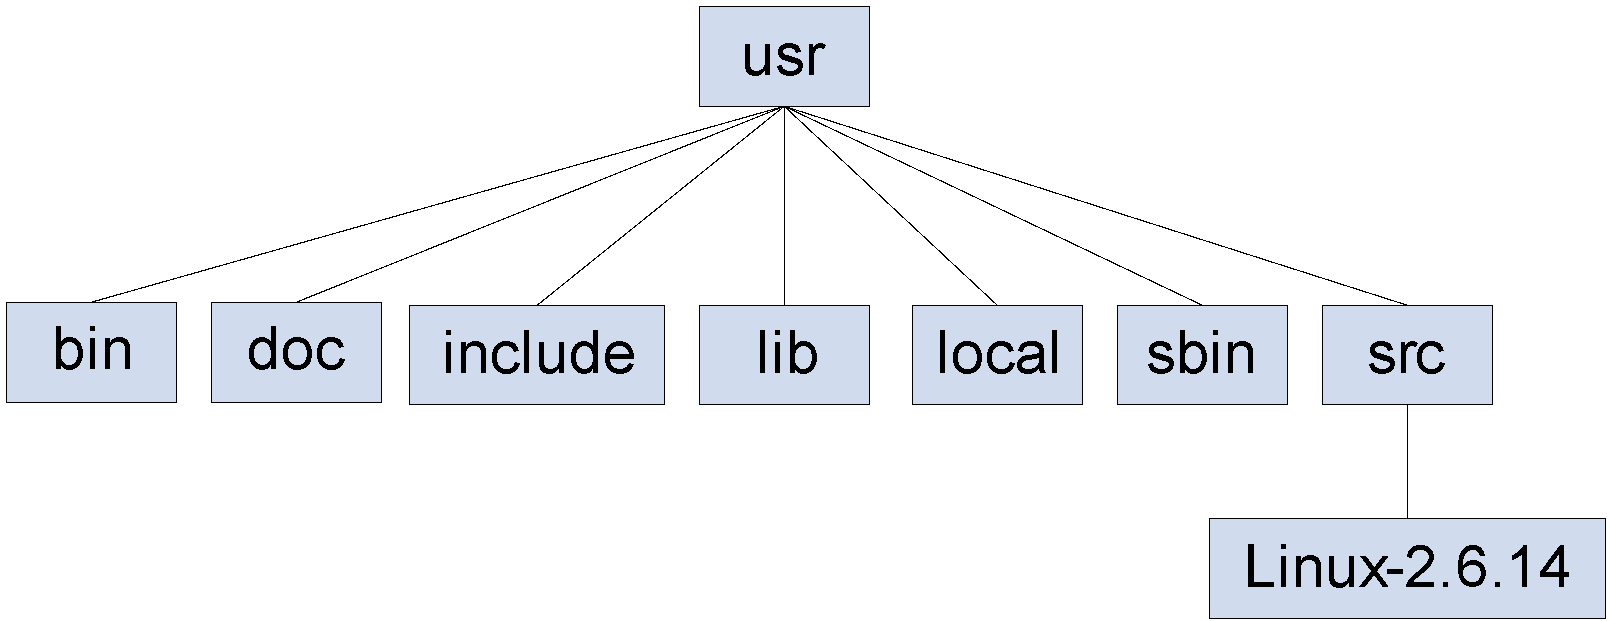 usr
bin
doc
include
lib
local
sbin
src
Linux-2.6.14